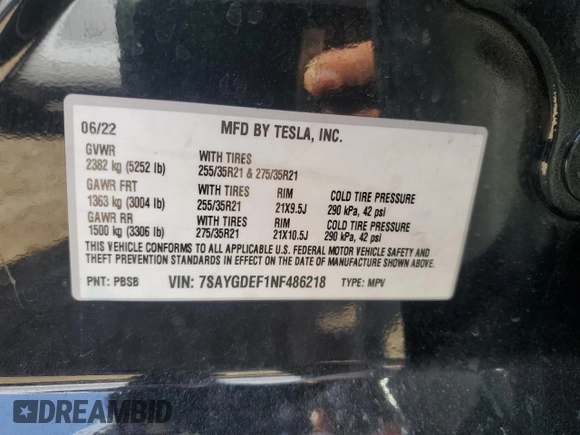 06/22 MFD BY TESLA, INC.
GVWR
2382 kg (5252 lb) WITH TIRES
255/35R21 & 275/35R21
GAWR FRT WITH TIRES RIM COLD TIRE PRESSURE
1363 kg (3004 lb) 255/35R21 21X9.5J 290 kPa, 42 psi
GAWR RR WITH TIRES RIM COLD TIRE PRESSURE
1500 kg (3306 lb) 275/35R21 21X10.5J 290 kPa, 42 psi
THIS VEHICLE CONFORMS TO ALL APPLICABLE U.S. FEDERAL MOTOR VEHICLE SAFETY AND
THEFT PREVENTION STANDARDS IN EFFECT ON THE DATE OF MANUFACTURE SHOWN ABOVE.
PNT: PBSB VIN: 7SAYGDEF1NF486218 TYPE: MPV
DREAMBID